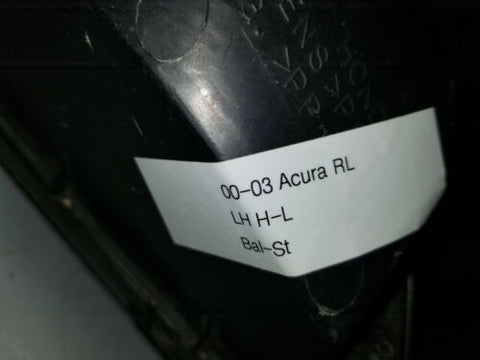 00-03 Acura RL
LH H-L
Bal-St